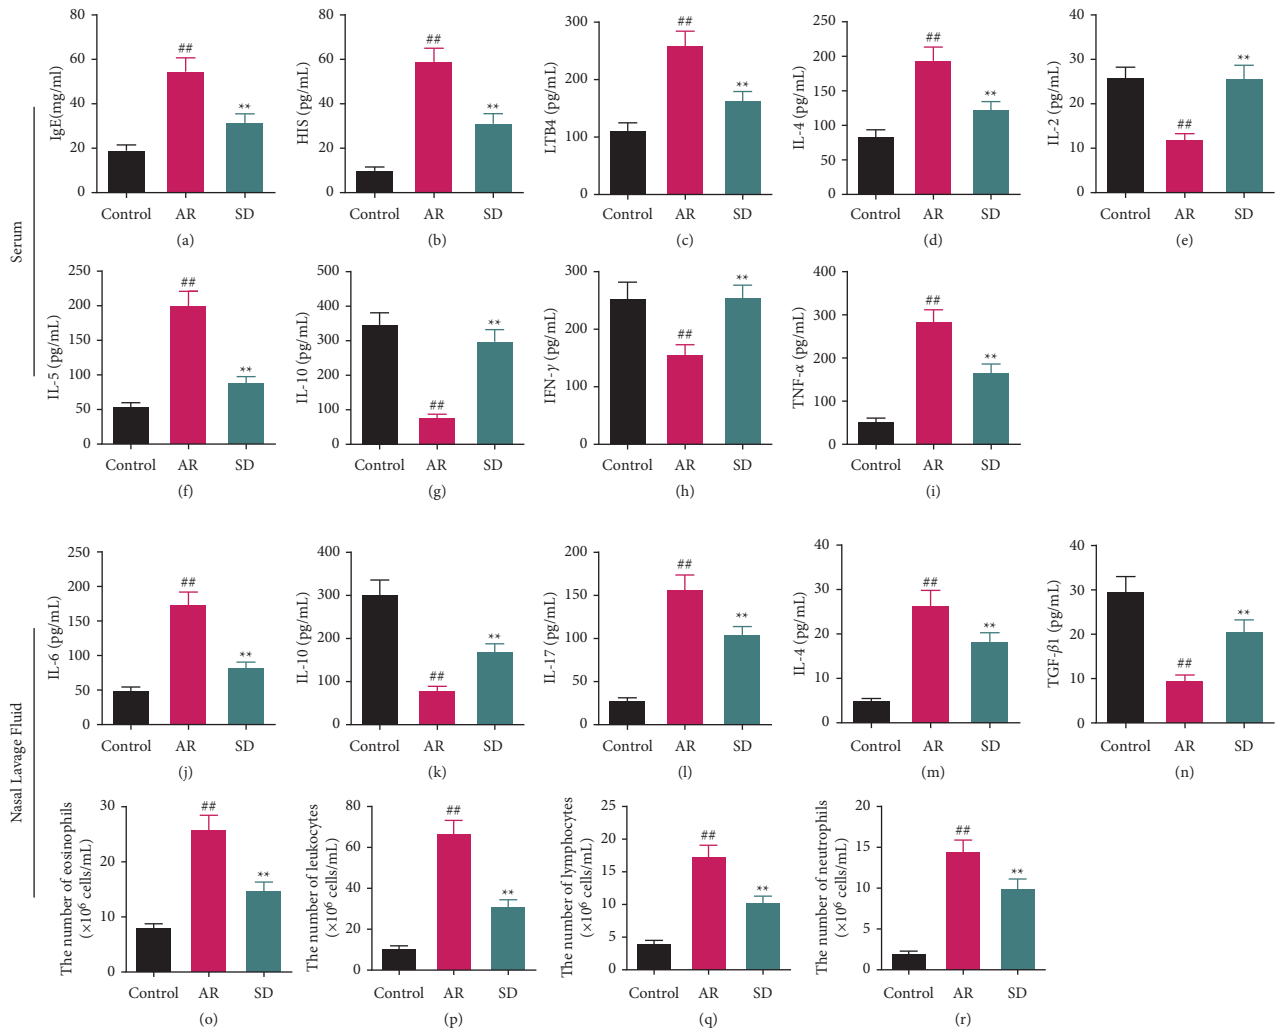 Serum
IgE(mg/ml)
80
60
40
20
0
##
**
Control AR SD
(a)
HIS (pg/mL)
80
60
40
20
0
##
**
Control AR SD
(b)
LTB4 (pg/mL)
300
200
100
0
##
**
Control AR SD
(c)
IL-4 (pg/mL)
250
200
150
100
50
0
##
**
Control AR SD
(d)
IL-2 (pg/mL)
40
30
20
10
0
##
**
Control AR SD
(e)
IL-5 (pg/mL)
250
200
150
100
50
0
##
**
Control AR SD
(f)
IL-10 (pg/mL)
500
400
300
200
100
0
##
**
Control AR SD
(g)
IFN-γ (pg/mL)
300
200
100
0
##
**
Control AR SD
(h)
TNF-α (pg/mL)
400
300
200
100
0
##
**
Control AR SD
(i)
Nasal Lavage Fluid
IL-6 (pg/mL)
250
200
150
100
50
0
##
**
Control AR SD
(j)
IL-10 (pg/mL)
400
300
200
100
0
##
**
Control AR SD
(k)
IL-17 (pg/mL)
200
150
100
50
0
##
**
Control AR SD
(l)
IL-4 (pg/mL)
40
30
20
10
0
##
**
Control AR SD
(m)
TGF-β1 (pg/mL)
40
30
20
10
0
##
**
Control AR SD
(n)
The number of eosinophils
(×10⁶ cells/mL)
30
20
10
0
##
**
Control AR SD
(o)
The number of leukocytes
(×10⁶ cells/mL)
80
60
40
20
0
##
**
Control AR SD
(p)
The number of lymphocytes
(×10⁶ cells/mL)
25
20
15
10
5
0
##
**
Control AR SD
(q)
The number of neutrophils
(×10⁶ cells/mL)
20
15
10
5
0
##
**
Control AR SD
(r)